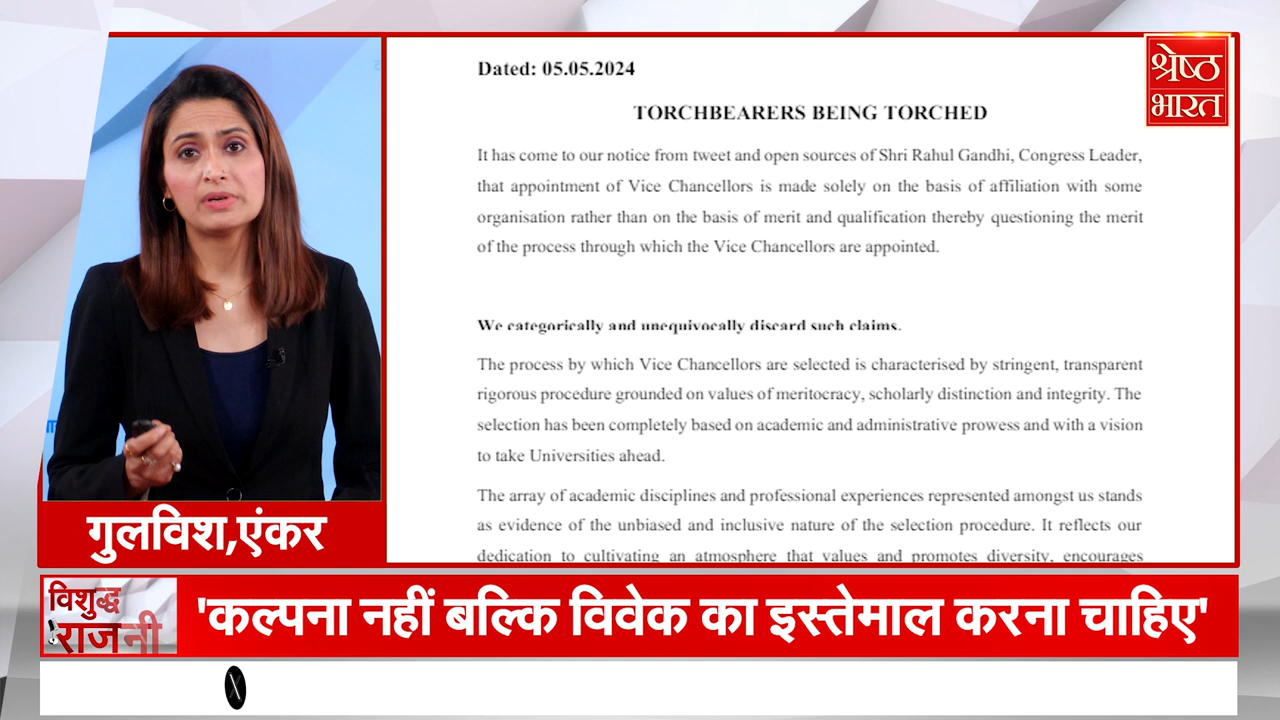 श्रेष्ठ
भारत
Dated: 05.05.2024
TORCHBEARERS BEING TORCHED
It has come to our notice from tweet and open sources of Shri Rahul Gandhi, Congress Leader,
that appointment of Vice Chancellors is made solely on the basis of affiliation with some
organisation rather than on the basis of merit and qualification thereby questioning the merit
of the process through which the Vice Chancellors are appointed.
We categorically and unequivocally discard such claims.
The process by which Vice Chancellors are selected is characterised by stringent, transparent
rigorous procedure grounded on values of meritocracy, scholarly distinction and integrity. The
selection has been completely based on academic and administrative prowess and with a vision
to take Universities ahead.
The array of academic disciplines and professional experiences represented amongst us stands
as evidence of the unbiased and inclusive nature of the selection procedure. It reflects our
dedication to cultivating an atmosphere that values and promotes diversity, encourages
गुलविश,एंकर
विशुद्ध
राजनी
'कल्पना नहीं बल्कि विवेक का इस्तेमाल करना चाहिए'